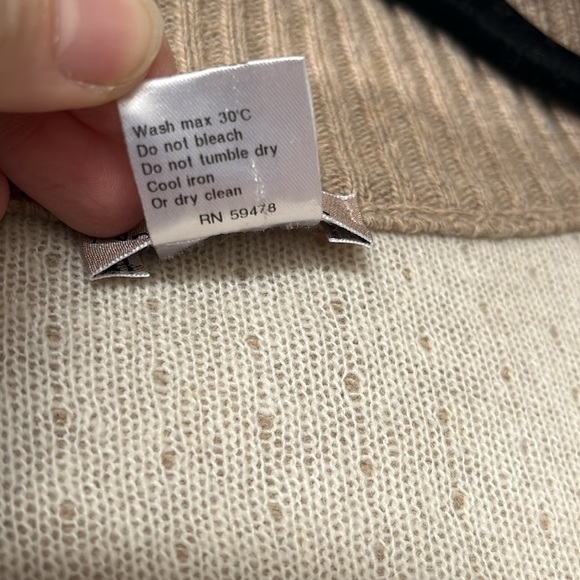 Wash max 30°C
Do not bleach
Do not tumble dry
Cool iron
Or dry clean
RN 59478